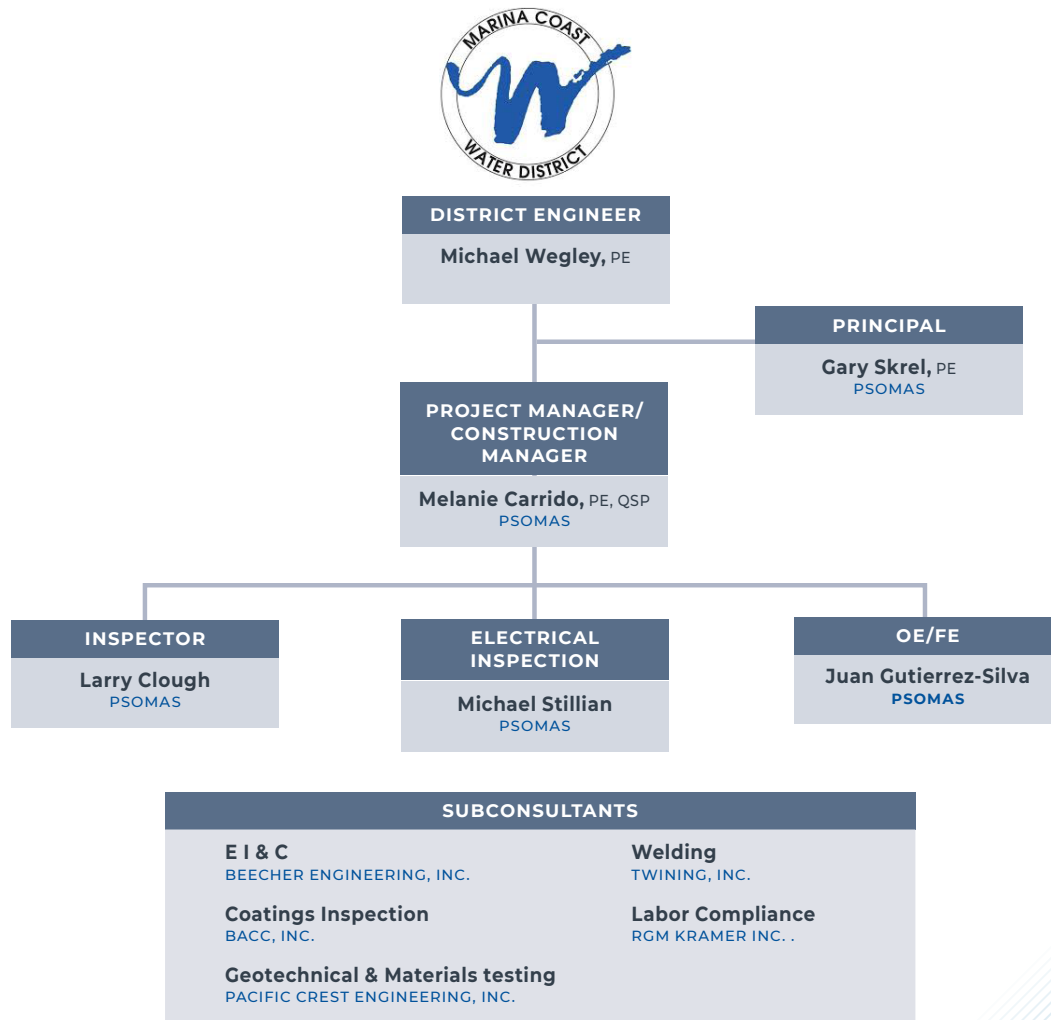 MARINA COAST
WATER DISTRICT
DISTRICT ENGINEER
Michael Wegley, PE
PRINCIPAL
Gary Skrel, PE
PSOMAS
PROJECT MANAGER/
CONSTRUCTION
MANAGER
Melanie Carrido, PE, QSP
PSOMAS
INSPECTOR
Larry Clough
PSOMAS
ELECTRICAL
INSPECTION
Michael Stillian
PSOMAS
OE/FE
Juan Gutierrez-Silva
PSOMAS
SUBCONSULTANTS
E I & C
BEECHER ENGINEERING, INC.
Coatings Inspection
BACC, INC.
Geotechnical & Materials testing
PACIFIC CREST ENGINEERING, INC.
Welding
TWINING, INC.
Labor Compliance
RGM KRAMER INC. .